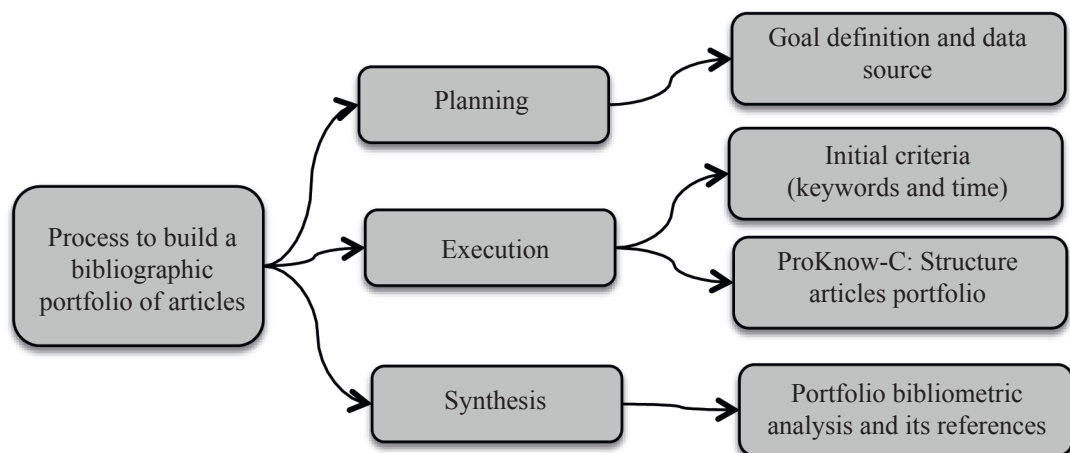 Process to build a
bibliographic
portfolio of articles
Planning
Goal definition and data
source
Execution
Initial criteria
(keywords and time)
ProKnow-C: Structure
articles portfolio
Synthesis
Portfolio bibliometric
analysis and its references